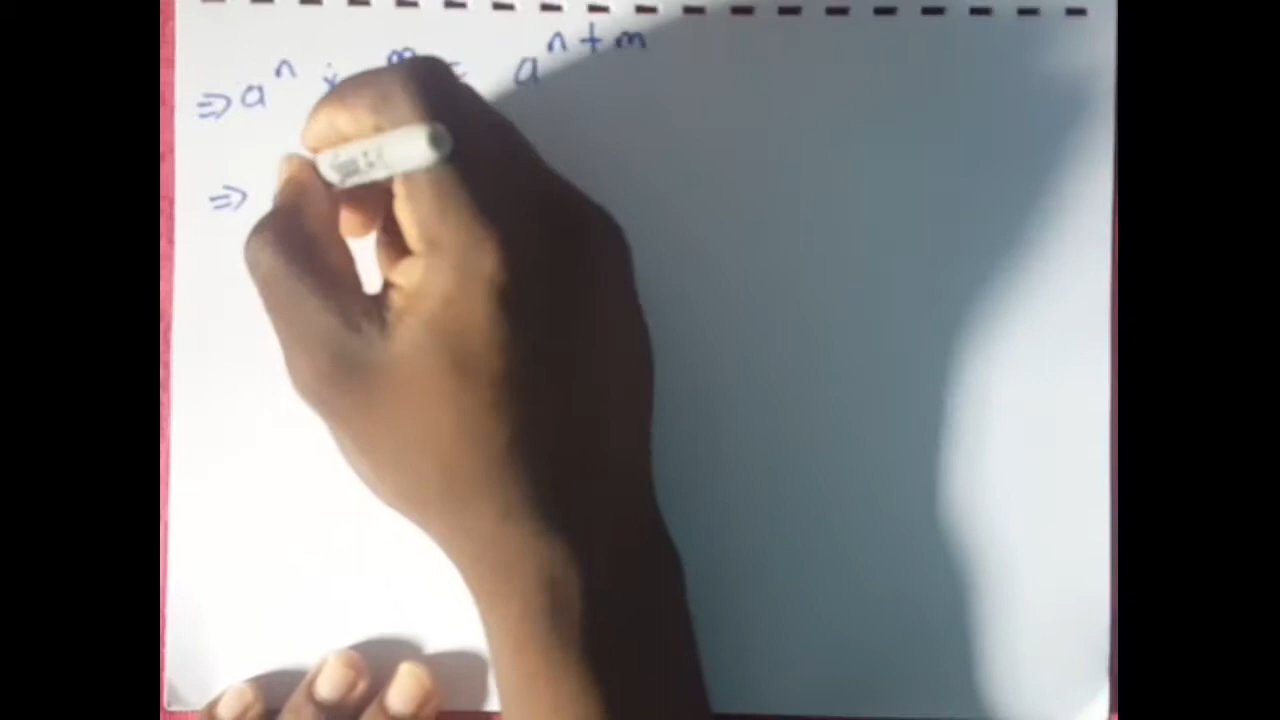 ⇒ aⁿ × ᵐ = aⁿ⁺ᵐ
⇒